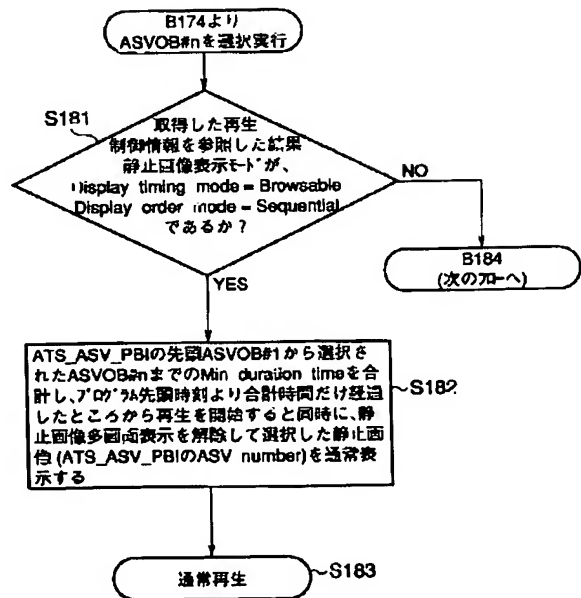 B174より
ASVOB#nを選択実行
S181
取得した再生
制御情報を参照した結果
静止画像表示モードが、
Display timing mode = Browsable
Display order mode = Sequential
であるか?
NO
B184
(次のフローへ)
YES
ATS_ASV_PBIの先頭ASVOB#1から選択さ
れたASVOB#nまでのMin duration timeを合
計し、プログラム先頭時刻より合計時間だけ経過
したところから再生を開始すると同時に、静
止画像多画面表示を解除して選択した静止画
像(ATS_ASV_PBIのASV number)を通常表
示する
S182
通常再生
S183